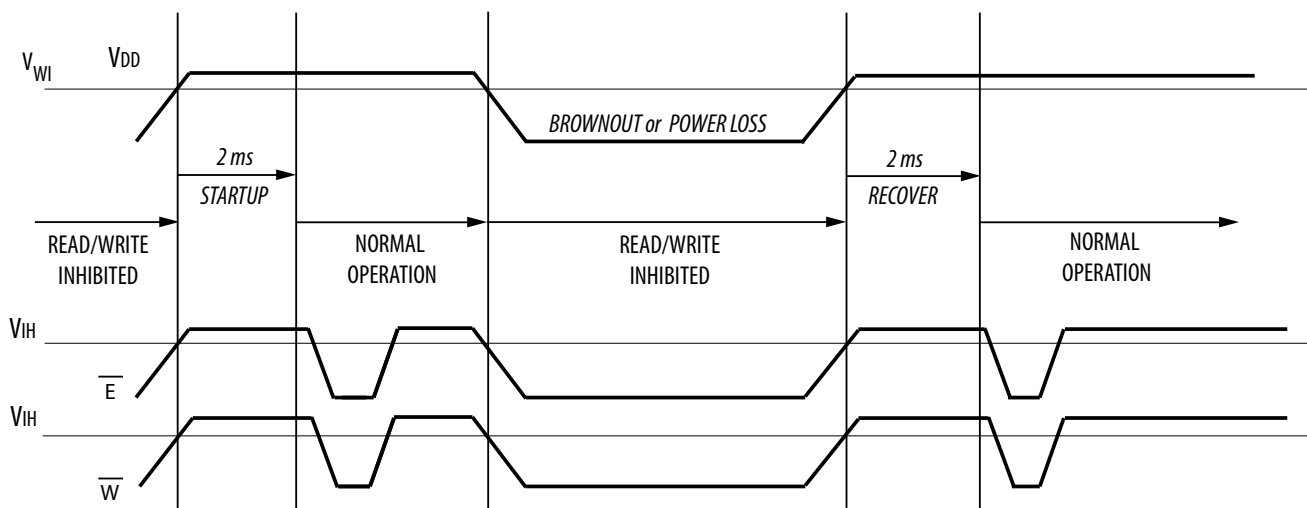 VWI VDD
BROWNOUT or POWER LOSS
2 ms
STARTUP
2 ms
RECOVER
READ/WRITE
INHIBITED
NORMAL
OPERATION
READ/WRITE
INHIBITED
NORMAL
OPERATION
VIH
E
VIH
W